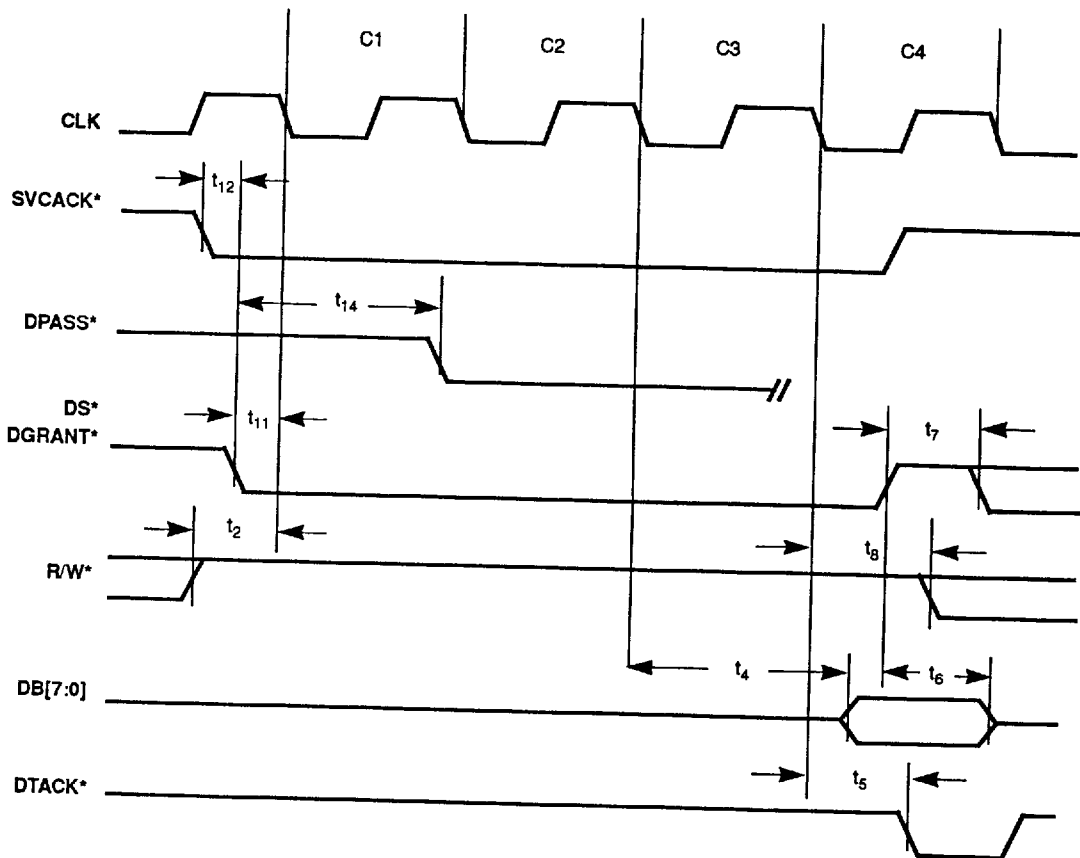 C1
C2
C3
C4
CLK
t12
SVCACK*
t14
DPASS*
DS*
t11
DGRANT*
t7
t2
t8
R/W*
t4
t6
DB[7:0]
t5
DTACK*